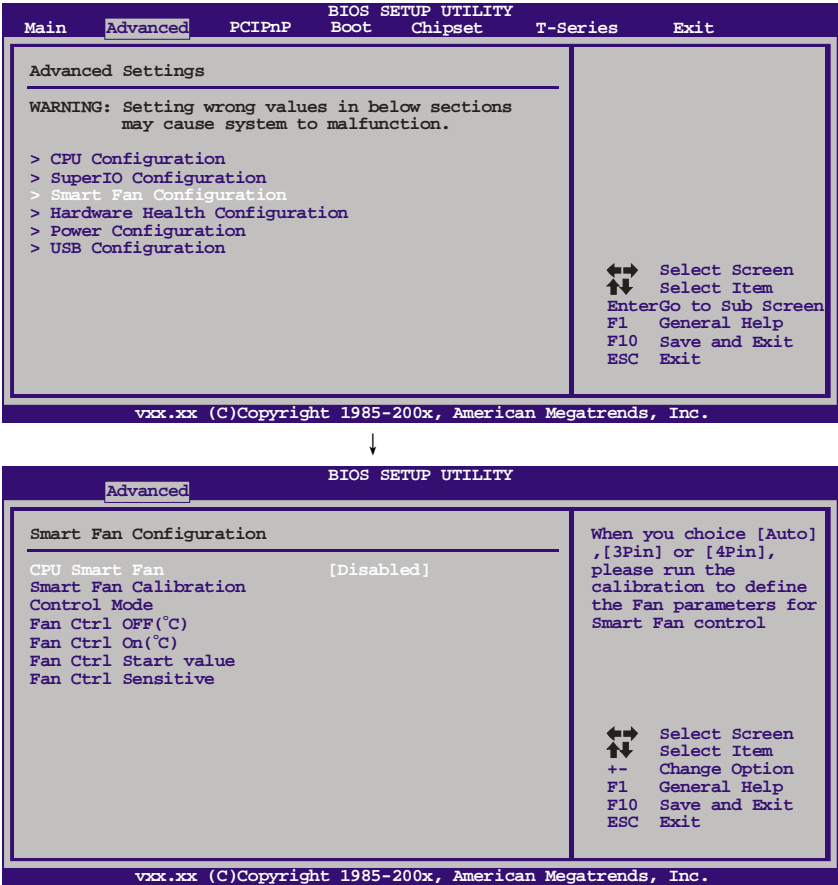 BIOS SETUP UTILITY
Main Advanced PCIPnP Boot Chipset T-Series Exit
Advanced Settings
WARNING: Setting wrong values in below sections
may cause system to malfunction.
> CPU Configuration
> SuperIO Configuration
> Smart Fan Configuration
> Hardware Health Configuration
> Power Configuration
> USB Configuration
Select Screen
Select Item
EnterGo to Sub Screen
F1 General Help
F10 Save and Exit
ESC Exit
vxx.xx (C)Copyright 1985-200x, American Megatrends, Inc.
BIOS SETUP UTILITY
Advanced
Smart Fan Configuration
CPU Smart Fan [Disabled]
Smart Fan Calibration
Control Mode
Fan Ctrl OFF(°C)
Fan Ctrl On(°C)
Fan Ctrl Start value
Fan Ctrl Sensitive
When you choice [Auto]
,[3Pin] or [4Pin],
please run the
calibration to define
the Fan parameters for
Smart Fan control
Select Screen
Select Item
+- Change Option
F1 General Help
F10 Save and Exit
ESC Exit
vxx.xx (C)Copyright 1985-200x, American Megatrends, Inc.